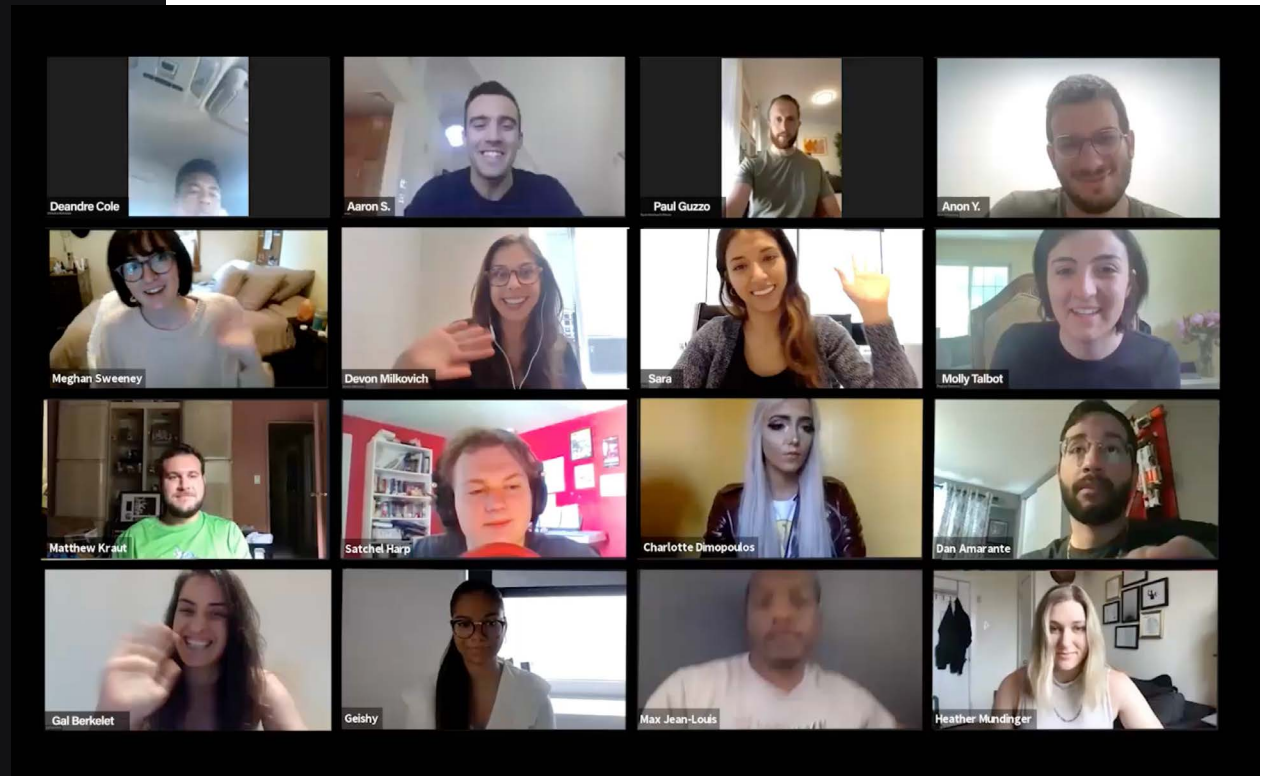 Deandre Cole
Aaron S.
Paul Guzzo
Anon Y.
Meghan Sweeney
Devon Milkovich
Sara
Molly Talbot
Matthew Kraut
Satchel Harp
Charlotte Dimopoulos
Dan Amarante
Gal Berkelet
Geishy
Max Jean-Louis
Heather Mundinger